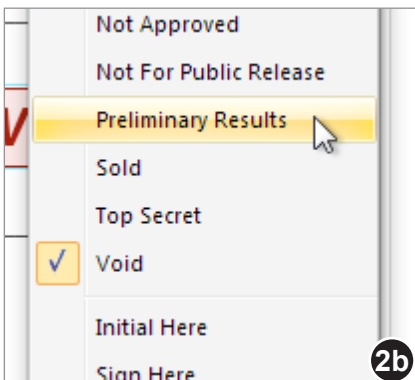 Not Approved
Not For Public Release
Preliminary Results
Sold
Top Secret
Void
Initial Here
Sign Here
2b